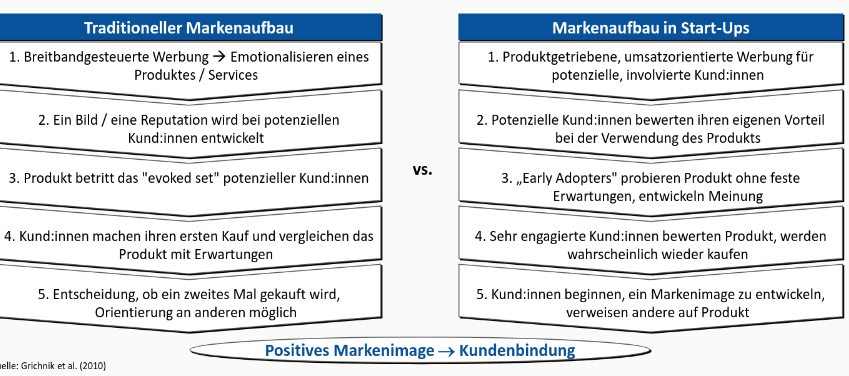 Traditioneller Markenaufbau
1. Breitbandgesteuerte Werbung → Emotionalisieren eines
Produktes / Services
2. Ein Bild / eine Reputation wird bei potenziellen
Kund:innen entwickelt
3. Produkt betritt das "evoked set" potenzieller Kund:innen
4. Kund:innen machen ihren ersten Kauf und vergleichen das
Produkt mit Erwartungen
5. Entscheidung, ob ein zweites Mal gekauft wird,
Orientierung an anderen möglich
vs.
Markenaufbau in Start-Ups
1. Produktgetriebene, umsatzorientierte Werbung für
potenzielle, involvierte Kund:innen
2. Potenzielle Kund:innen bewerten ihren eigenen Vorteil
bei der Verwendung des Produkts
3. „Early Adopters" probieren Produkt ohne feste
Erwartungen, entwickeln Meinung
4. Sehr engagierte Kund:innen bewerten Produkt, werden
wahrscheinlich wieder kaufen
5. Kund:innen beginnen, ein Markenimage zu entwickeln,
verweisen andere auf Produkt
Positives Markenimage → Kundenbindung
uelle: Grichnik et al. (2010)